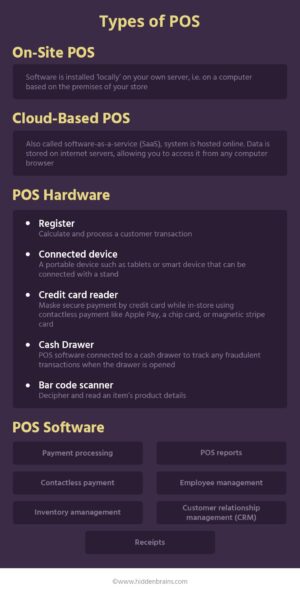 Types of POS
On-Site POS
Software is installed 'locally' on your own server, i.e. on a computer
based on the premises of your store
Cloud-Based POS
Also called software-as-a-service (SaaS), system is hosted online. Data is
stored on internet servers, allowing you to access it from any computer
browser
POS Hardware
Register
Calculate and process a customer transaction
Connected device
A portable device such as tablets or smart device that can be
connected with a stand
Credit card reader
Maske secure payment by credit card while in-store using
contactless payment like Apple Pay, a chip card, or magnetic stripe
card
Cash Drawer
POS software connected to a cash drawer to track any fraudulent
transactions when the drawer is opened
Bar code scanner
Decipher and read an item's product details
POS Software
Payment processing
POS reports
Contactless payment
Employee management
Inventory amanagement
Customer relationship
management (CRM)
Receipts
©www.hiddenbrains.com